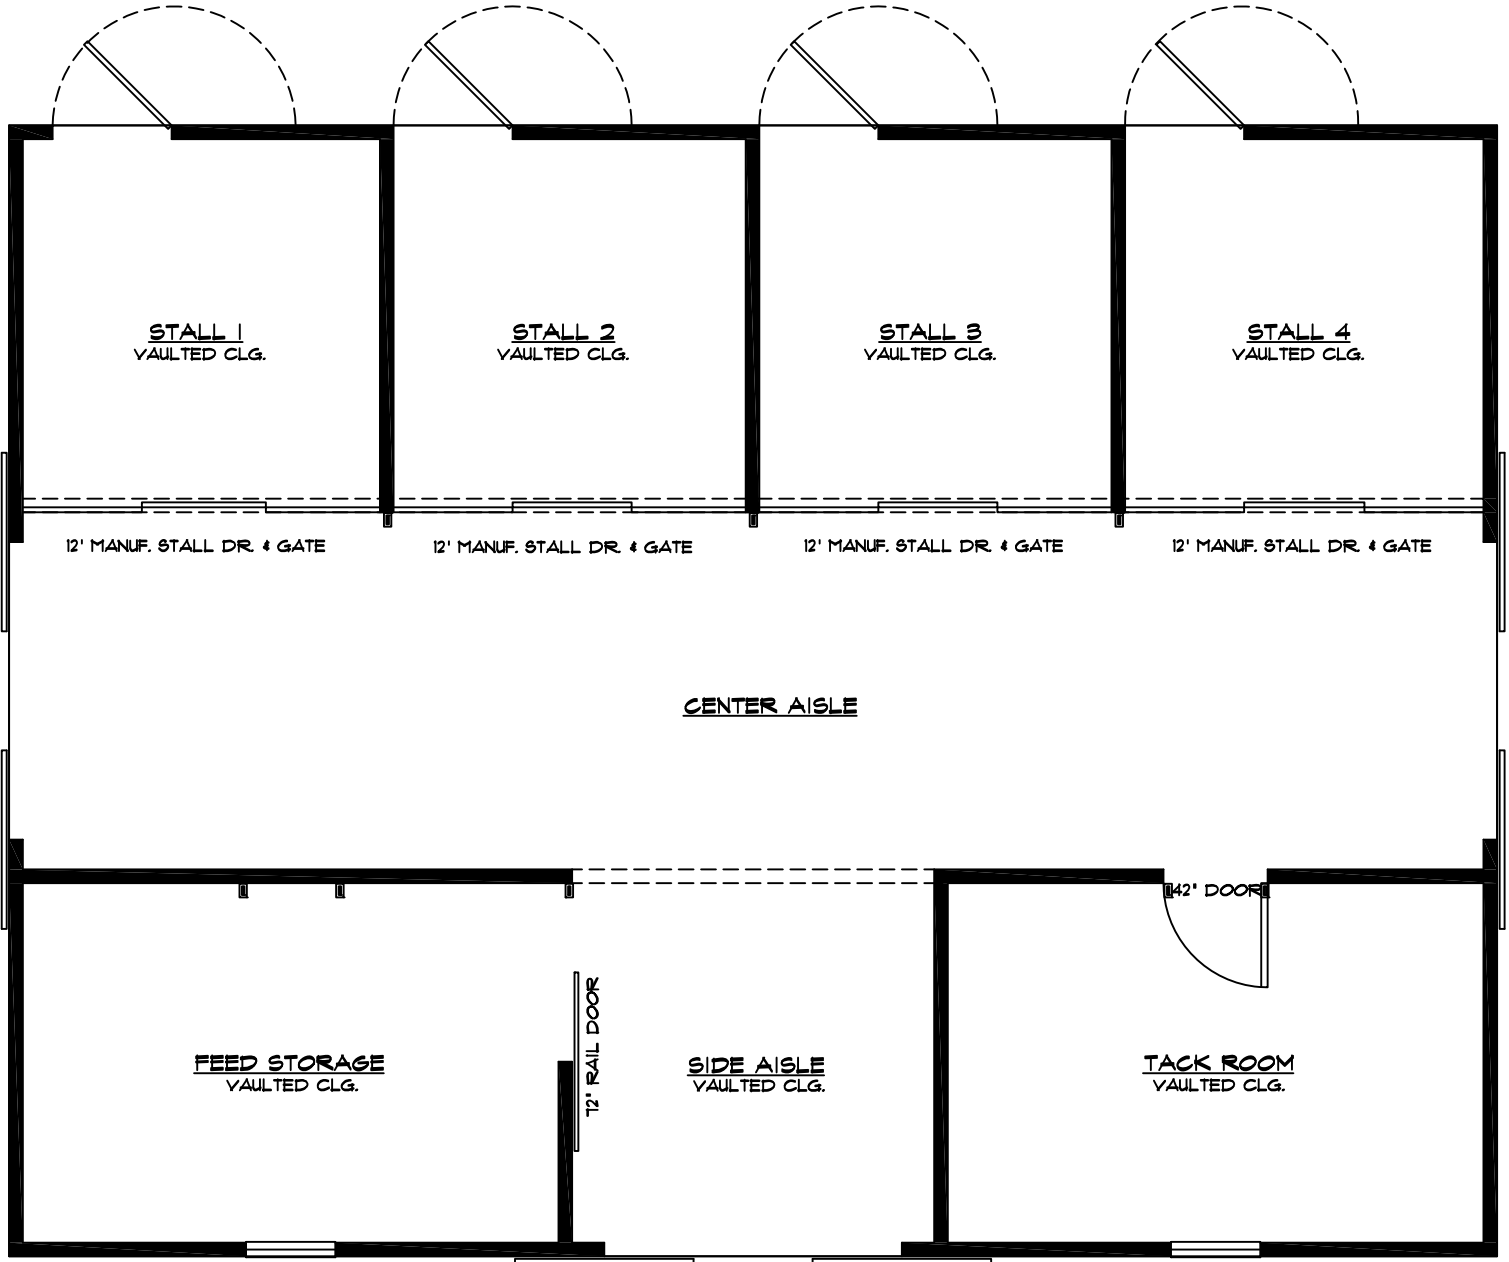 STALL 1
VAULTED CLG.
STALL 2
VAULTED CLG.
STALL 3
VAULTED CLG.
STALL 4
VAULTED CLG.
12' MANUF. STALL DR. & GATE
12' MANUF. STALL DR. & GATE
12' MANUF. STALL DR. & GATE
12' MANUF. STALL DR. & GATE
CENTER AISLE
42" DOOR
72" RAIL DOOR
FEED STORAGE
VAULTED CLG.
SIDE AISLE
VAULTED CLG.
TACK ROOM
VAULTED CLG.